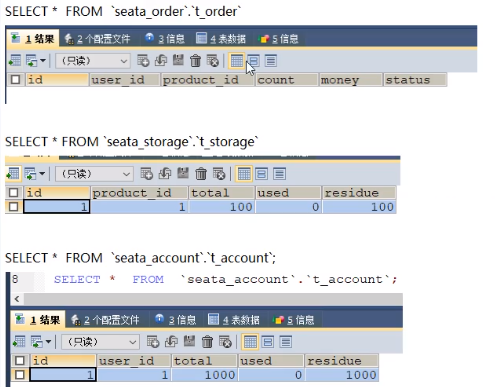 SELECT * FROM `seata_order`.`t_order`
1 结果 2 个配置文件 3 信息 4 表数据 5 信息
(只读)
id user_id product_id count money status
SELECT * FROM `seata_storage`.`t_storage`
(只读)
id product_id total used residue
1 1 100 0 100
SELECT * FROM `seata_account`.`t_account`;
8 SELECT * FROM `seata_account`.`t_account`;
1 结果 2 个配置文件 3 信息 4 表数据 5 信息
(只读)
id user_id total used residue
1 1 1000 0 1000